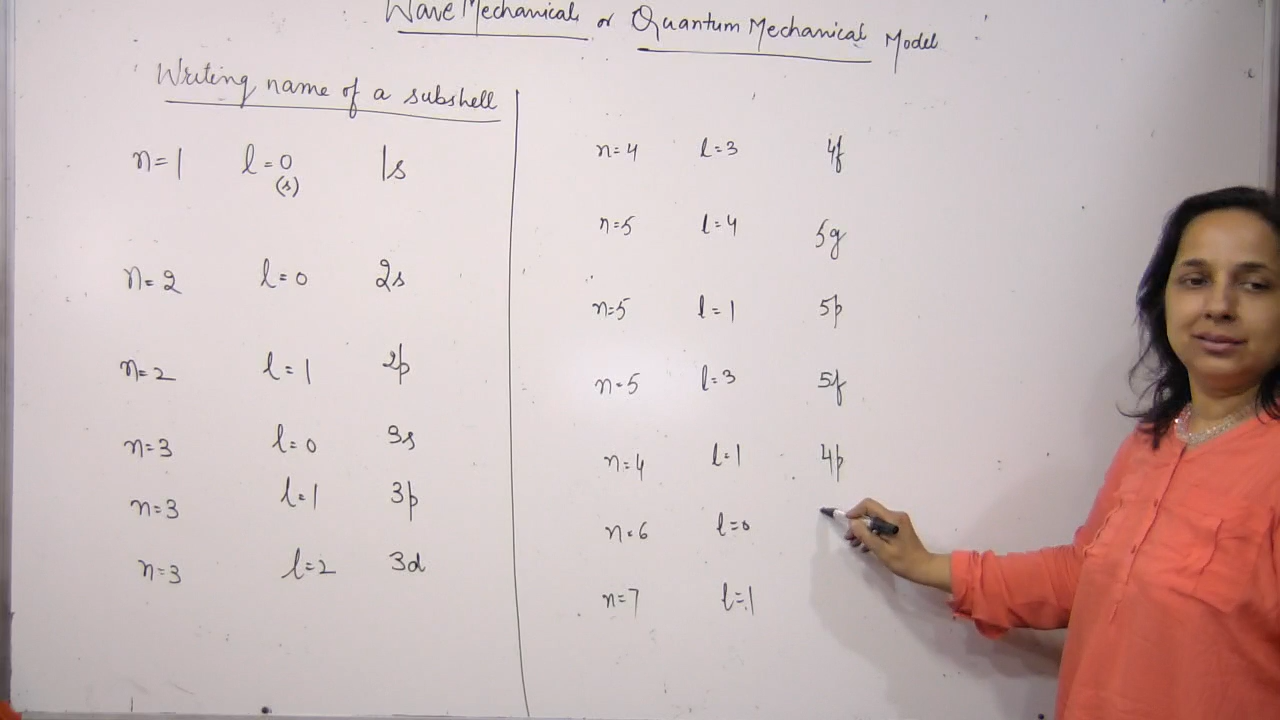 Wave Mechanical or Quantum Mechanical Model
Writing name of a subshell
n=1 l=0 1s
(s)
n=2 l=0 2s
n=2 l=1 2p
n=3 l=0 3s
n=3 l=1 3p
n=3 l=2 3d
n=4 l=3 4f
n=5 l=4 5g
n=5 l=1 5p
n=5 l=3 5f
n=4 l=1 4p
n=6 l=0
n=7 l=1